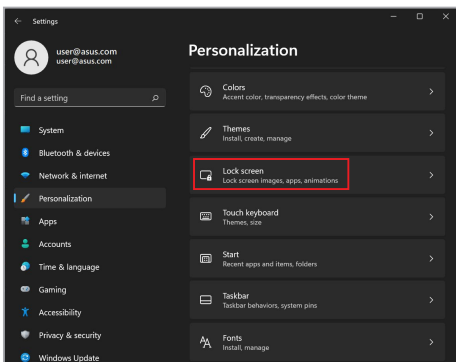 Settings
user@asus.com
user@asus.com
Find a setting
System
Bluetooth & devices
Network & internet
Personalization
Apps
Accounts
Time & language
Gaming
Accessibility
Privacy & security
Windows Update
Personalization
Colors
Accent color, transparency effects, color theme
Themes
Install, create, manage
Lock screen
Lock screen images, apps, animations
Touch keyboard
Themes, size
Start
Recent apps and items, folders
Taskbar
Taskbar behaviors, system pins
Fonts
Install, manage